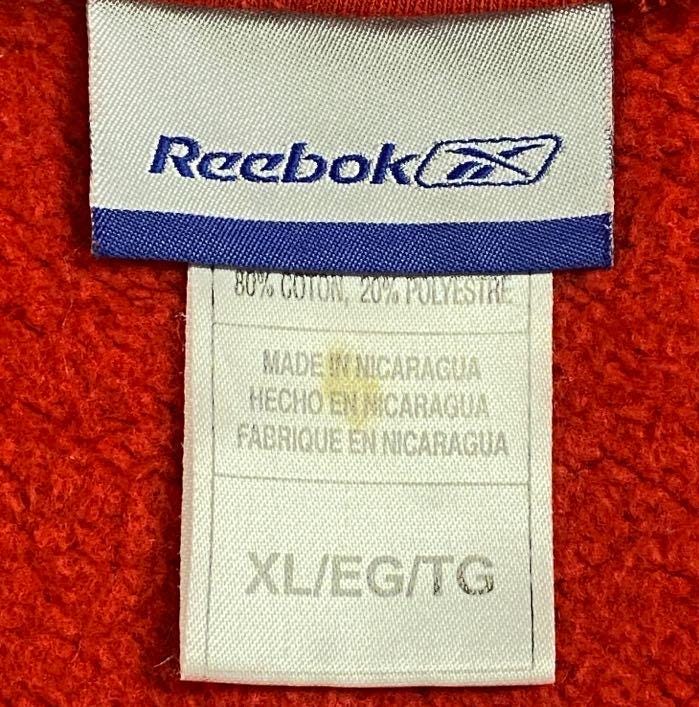 Reebok
80% COTON, 20% POLYESTRE
MADE IN NICARAGUA
HECHO EN NICARAGUA
FABRIQUE EN NICARAGUA
XL/EG/TG